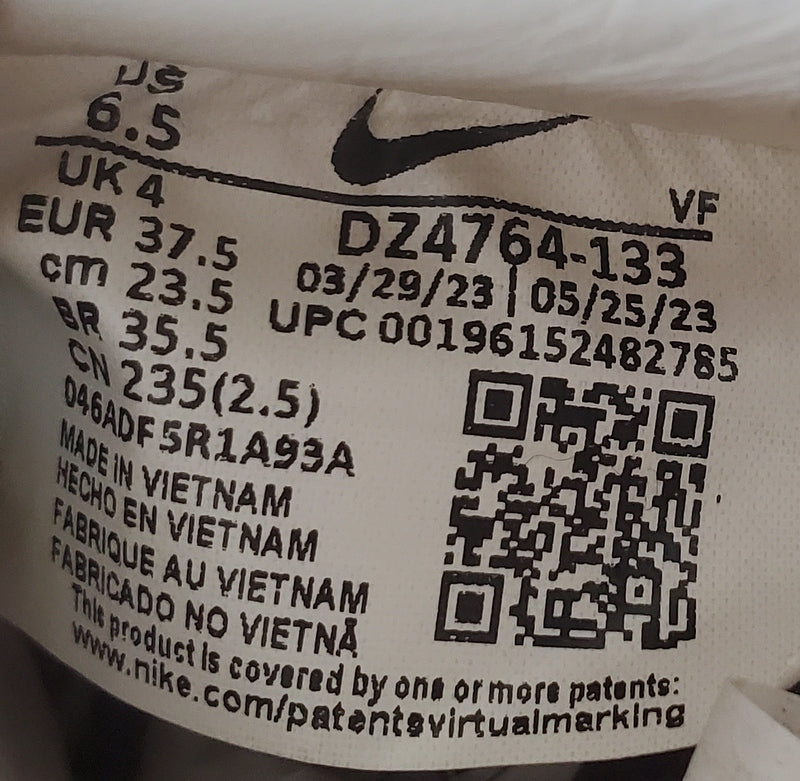 US
6.5
UK 4
EUR 37.5
cm 23.5
BR 35.5
CN 235(2.5)
046ADF5R1A93A
MADE IN VIETNAM
HECHO EN VIETNAM
FABRIQUE AU VIETNAM
FABRICADO NO VIETNÃ
This product is covered by one or more patents:
www.nike.com/patentsvirtualmarking
VF
DZ4764-133
03/29/23 | 05/25/23
UPC 00196152482785